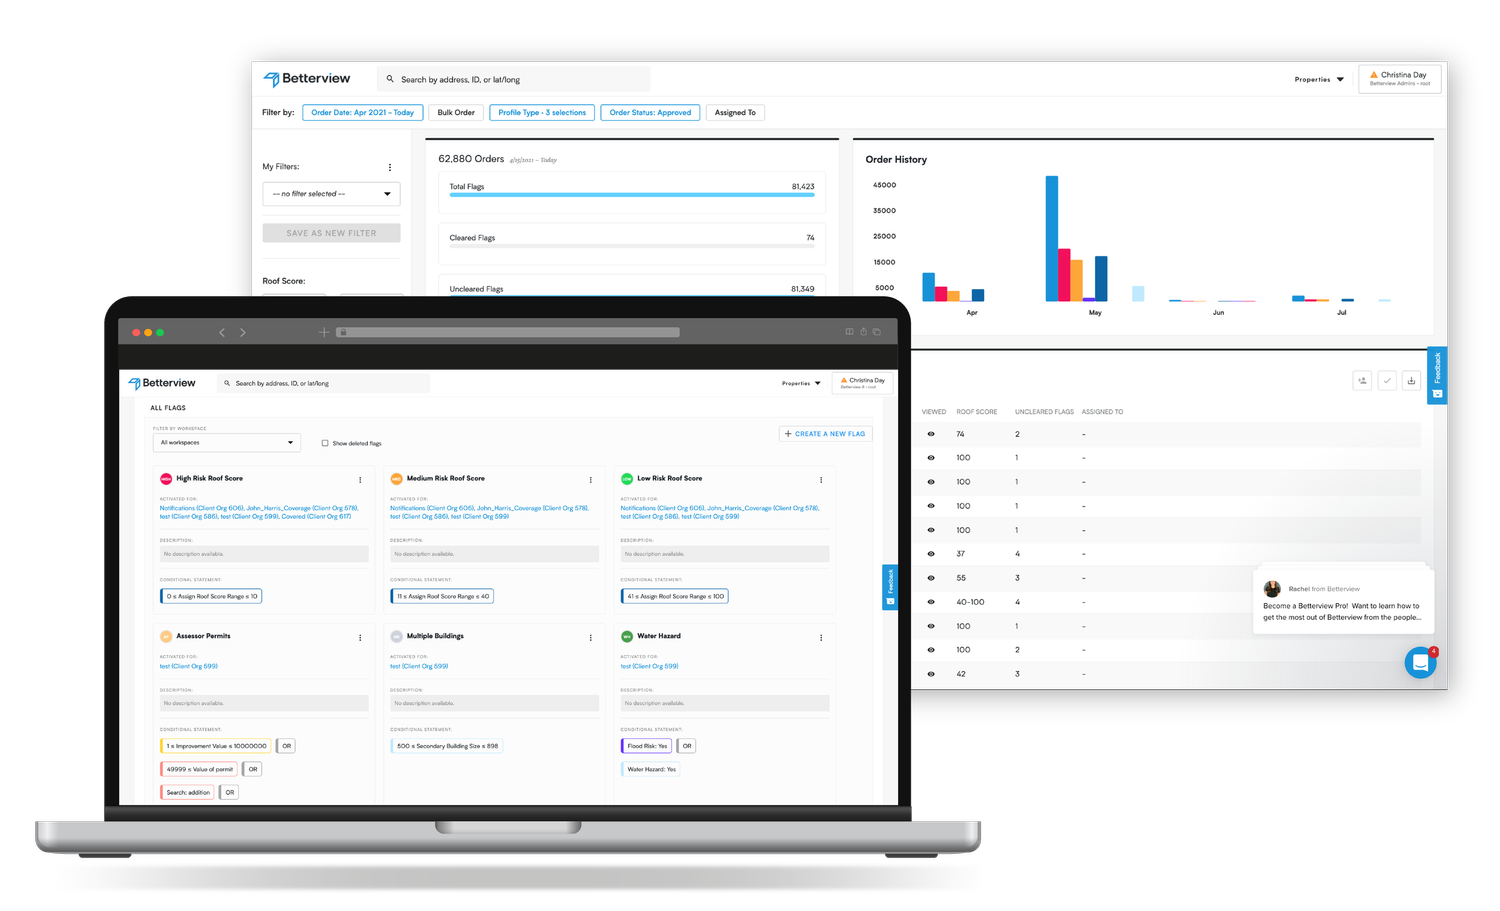 Betterview
Search by address, ID, or lat/long
Properties
Christina Day
Betterview Admins - root
Filter by:
Order Date: Apr 2021 - Today
Bulk Order
Profile Type - 3 selections
Order Status: Approved
Assigned To
My Filters:
-- no filter selected --
SAVE AS NEW FILTER
Roof Score:
62,880 Orders 4/15/2021 - Today
Total Flags 81,423
Cleared Flags 74
Uncleared Flags 81,349
Order History
45000
35000
25000
15000
5000
Apr May Jun Jul
Feedback
VIEWED ROOF SCORE UNCLEARED FLAGS ASSIGNED TO
74 2 -
100 1 -
100 1 -
100 1 -
100 1 -
37 4 -
55 3 -
40-100 4 -
100 1 -
100 2 -
42 3 -
Rachel from Betterview
Become a Betterview Pro! Want to learn how to
get the most out of Betterview from the people...
4
Betterview
Search by address, ID, or lat/long
Properties
Christina Day
ALL FLAGS
FILTER BY WORKSPACE
All workspaces
Show deleted flags
+ CREATE A NEW FLAG
HIGH High Risk Roof Score
ACTIVATED FOR:
Notifications (Client Org 606), John_Harris_Coverage (Client Org 578),
test (Client Org 586), test (Client Org 599), Covered (Client Org 617)
DESCRIPTION:
No description available.
CONDITIONAL STATEMENT:
0 ≤ Assign Roof Score Range ≤ 10
MED Medium Risk Roof Score
ACTIVATED FOR:
Notifications (Client Org 606), John_Harris_Coverage (Client Org 578),
test (Client Org 586), test (Client Org 599)
DESCRIPTION:
No description available.
CONDITIONAL STATEMENT:
11 ≤ Assign Roof Score Range ≤ 40
LOW Low Risk Roof Score
ACTIVATED FOR:
Notifications (Client Org 606), John_Harris_Coverage (Client Org 578),
test (Client Org 586), test (Client Org 599)
DESCRIPTION:
No description available.
CONDITIONAL STATEMENT:
41 ≤ Assign Roof Score Range ≤ 100
Feedback
Assessor Permits
ACTIVATED FOR:
test (Client Org 599)
DESCRIPTION:
No description available.
CONDITIONAL STATEMENT:
1 ≤ Improvement Value ≤ 10000000 OR
49999 ≤ Value of permit OR
Search: addition OR
Multiple Buildings
ACTIVATED FOR:
test (Client Org 599)
DESCRIPTION:
No description available.
CONDITIONAL STATEMENT:
500 ≤ Secondary Building Size ≤ 898
Water Hazard
ACTIVATED FOR:
test (Client Org 599)
DESCRIPTION:
No description available.
CONDITIONAL STATEMENT:
Flood Risk: Yes OR
Water Hazard: Yes